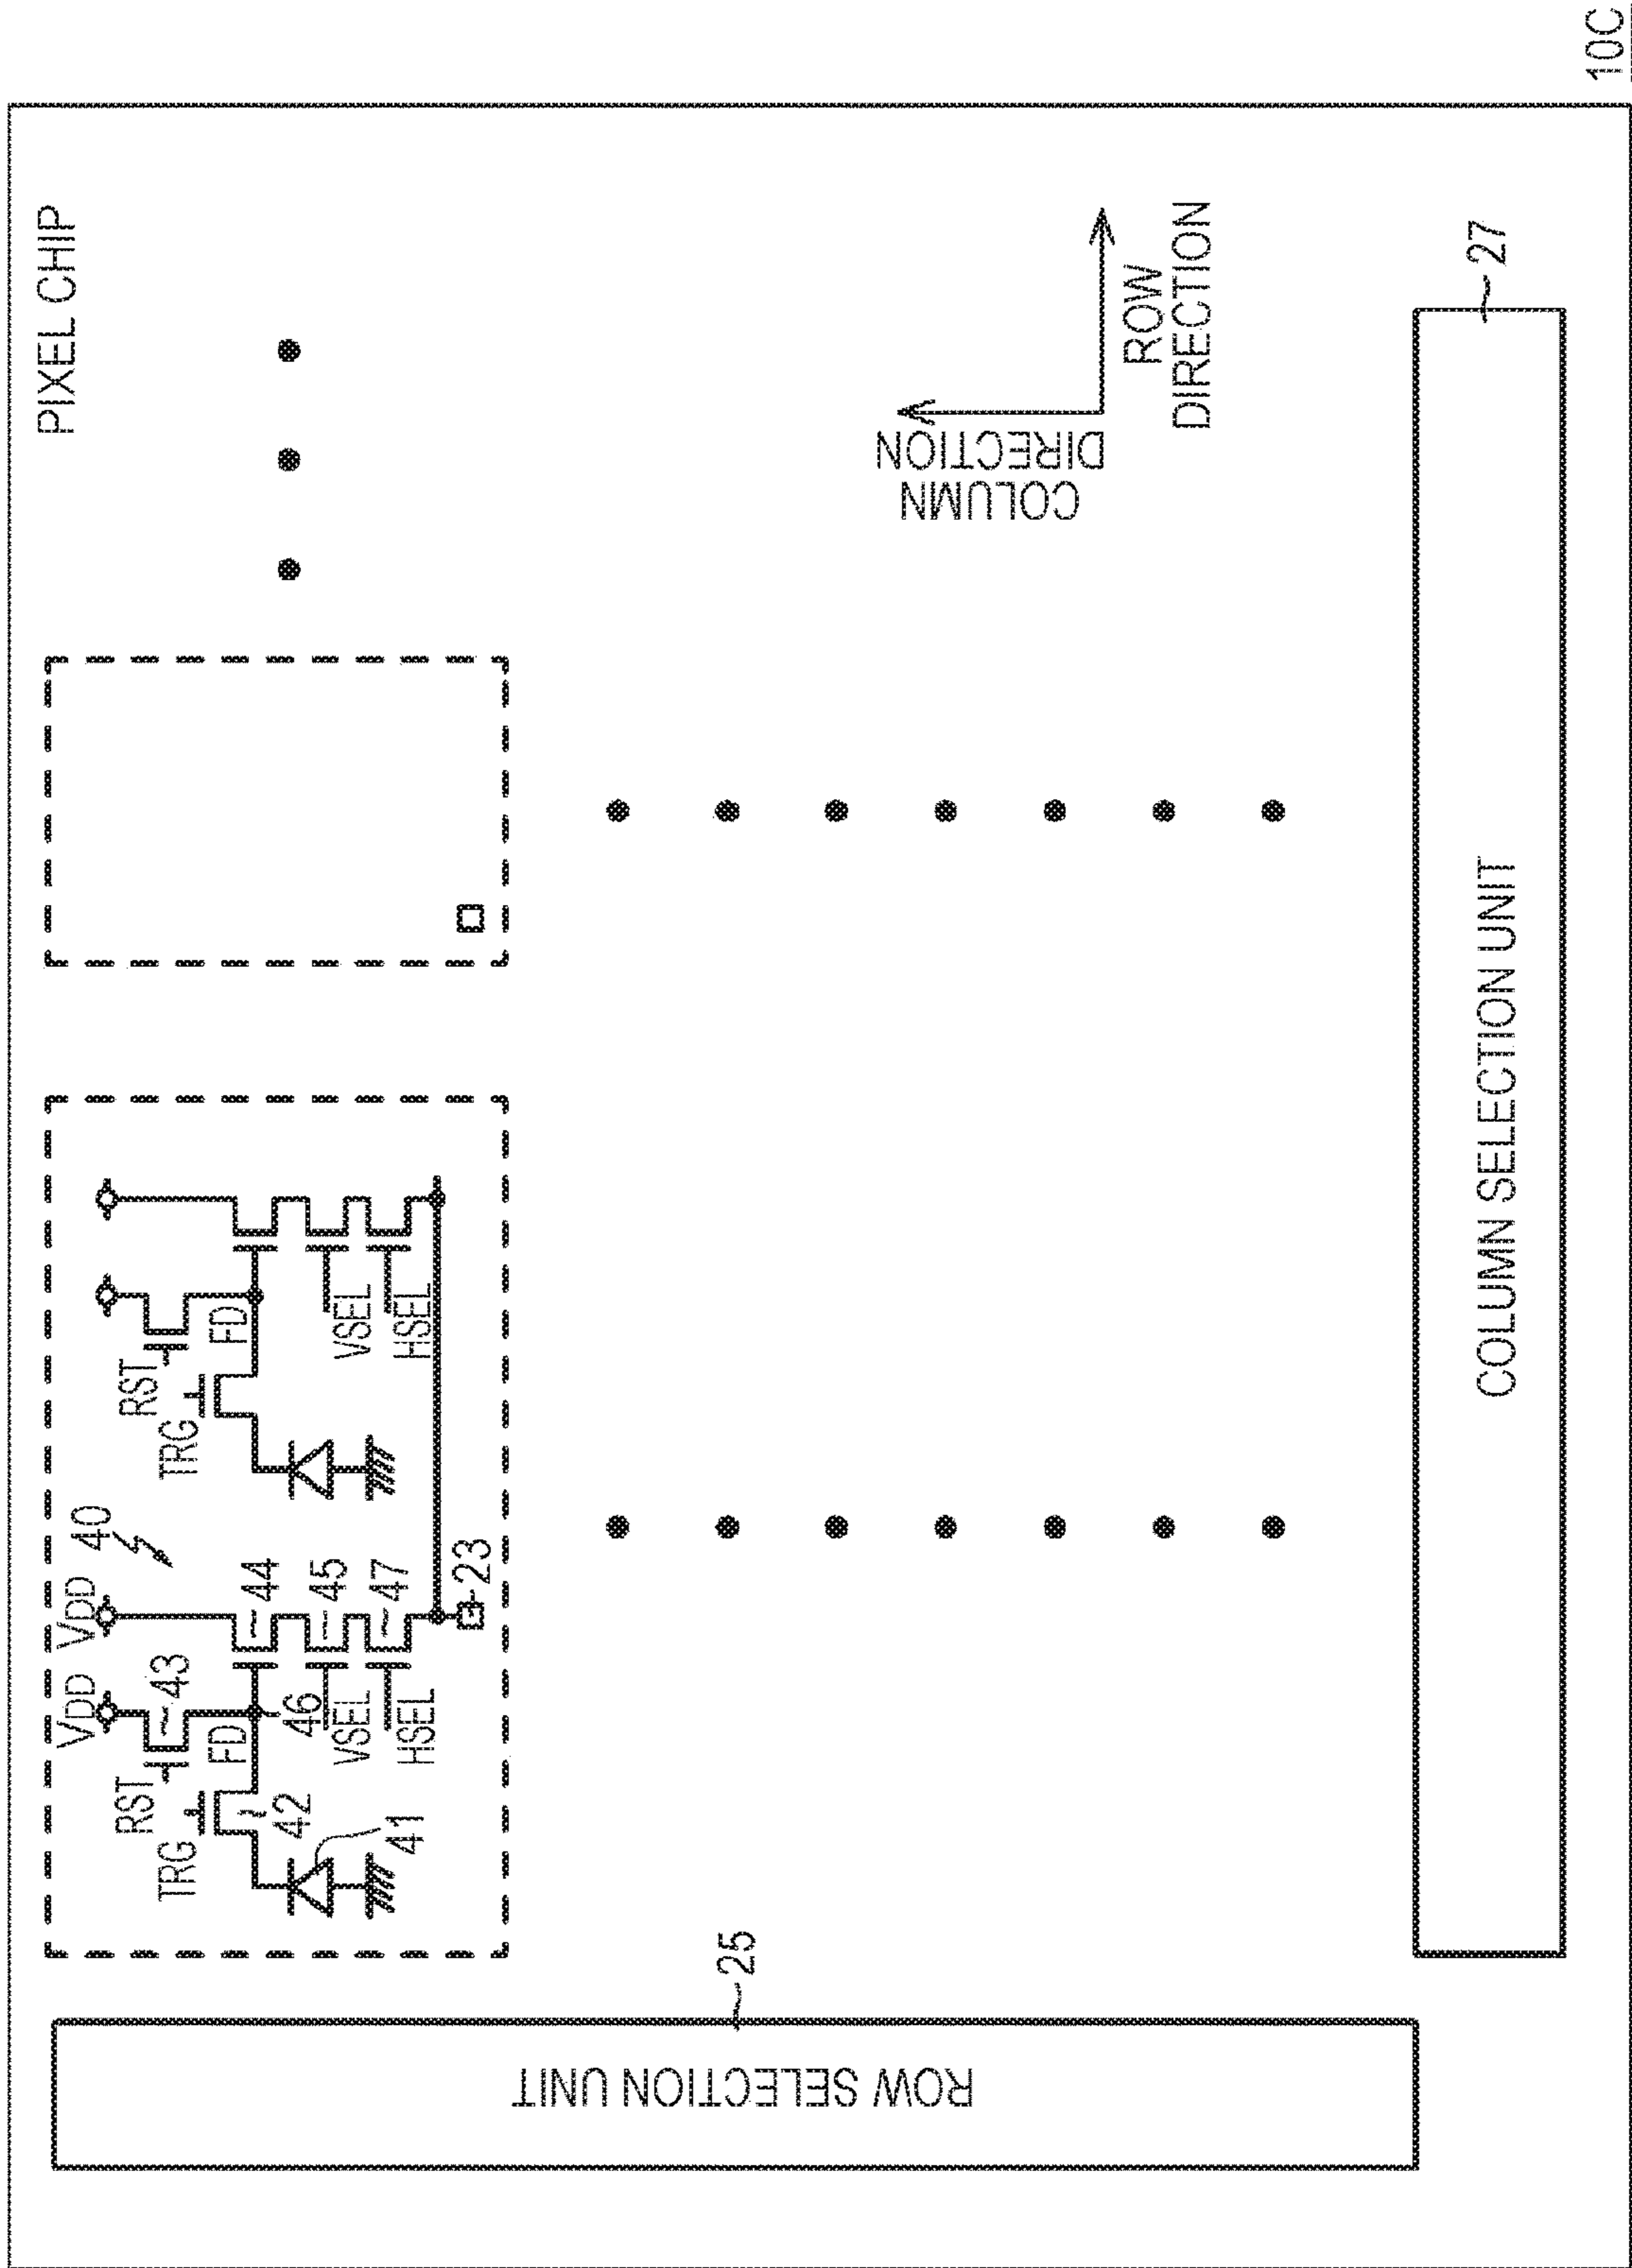 10C
PIXEL CHIP
VDD
VDD
40
RST
43
TRG
FD
44
42
46
45
VSEL
47
41
HSEL
23
RST
TRG
FD
VSEL
HSEL
ROW SELECTION UNIT
25
COLUMN
DIRECTION
ROW
DIRECTION
COLUMN SELECTION UNIT
27